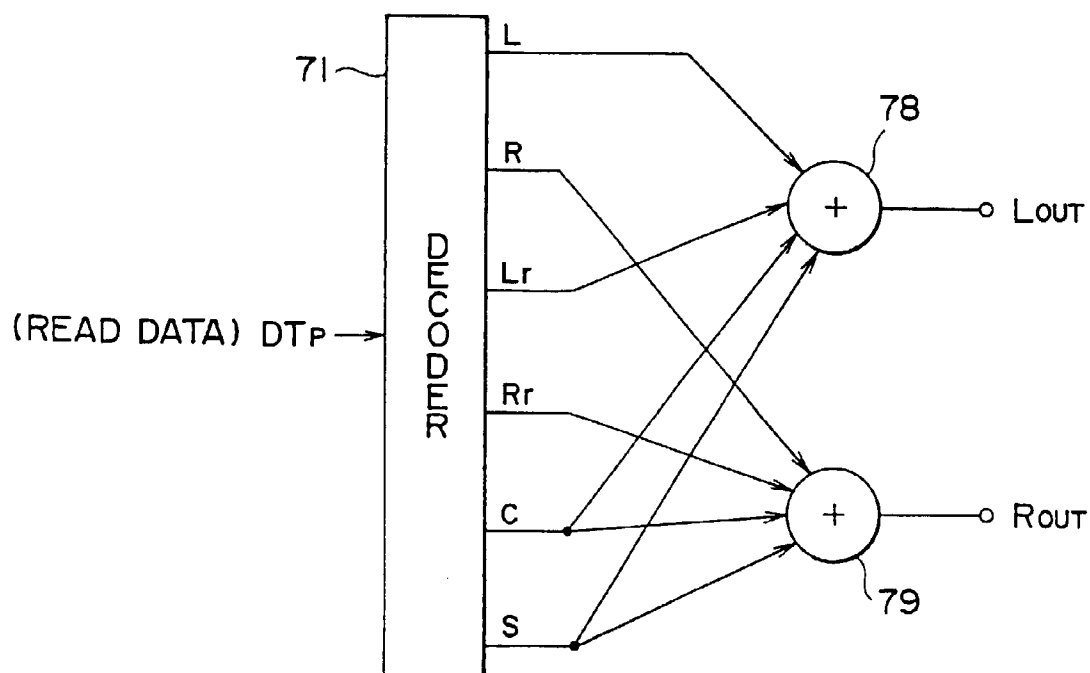 L
71
78
R
LOUT
DECODER
Lr
(READ DATA) DTP
Rr
C
ROUT
79
S
+
+